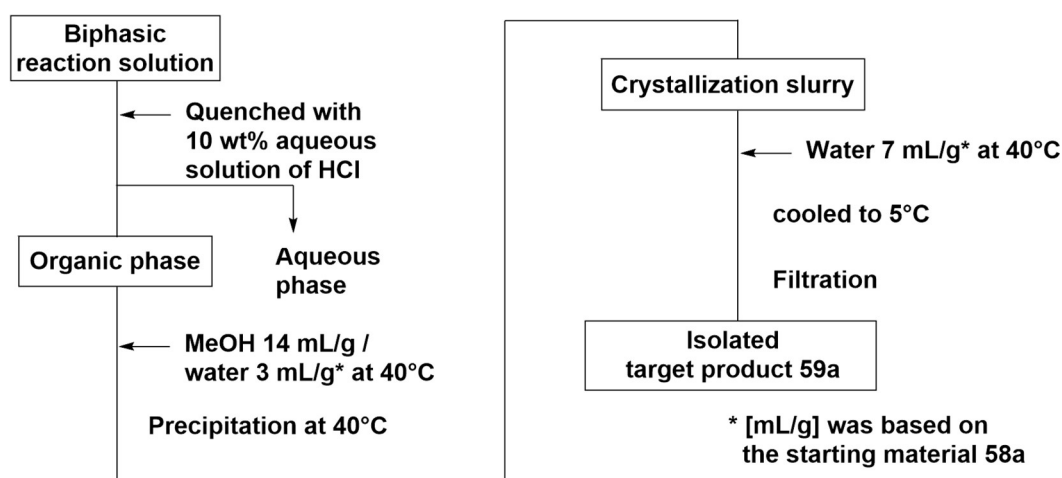 Biphasic
reaction solution
Quenched with
10 wt% aqueous
solution of HCl
Organic phase
Aqueous
phase
MeOH 14 mL/g /
water 3 mL/g* at 40°C
Precipitation at 40°C
Crystallization slurry
Water 7 mL/g* at 40°C
cooled to 5°C
Filtration
Isolated
target product 59a
* [mL/g] was based on
the starting material 58a